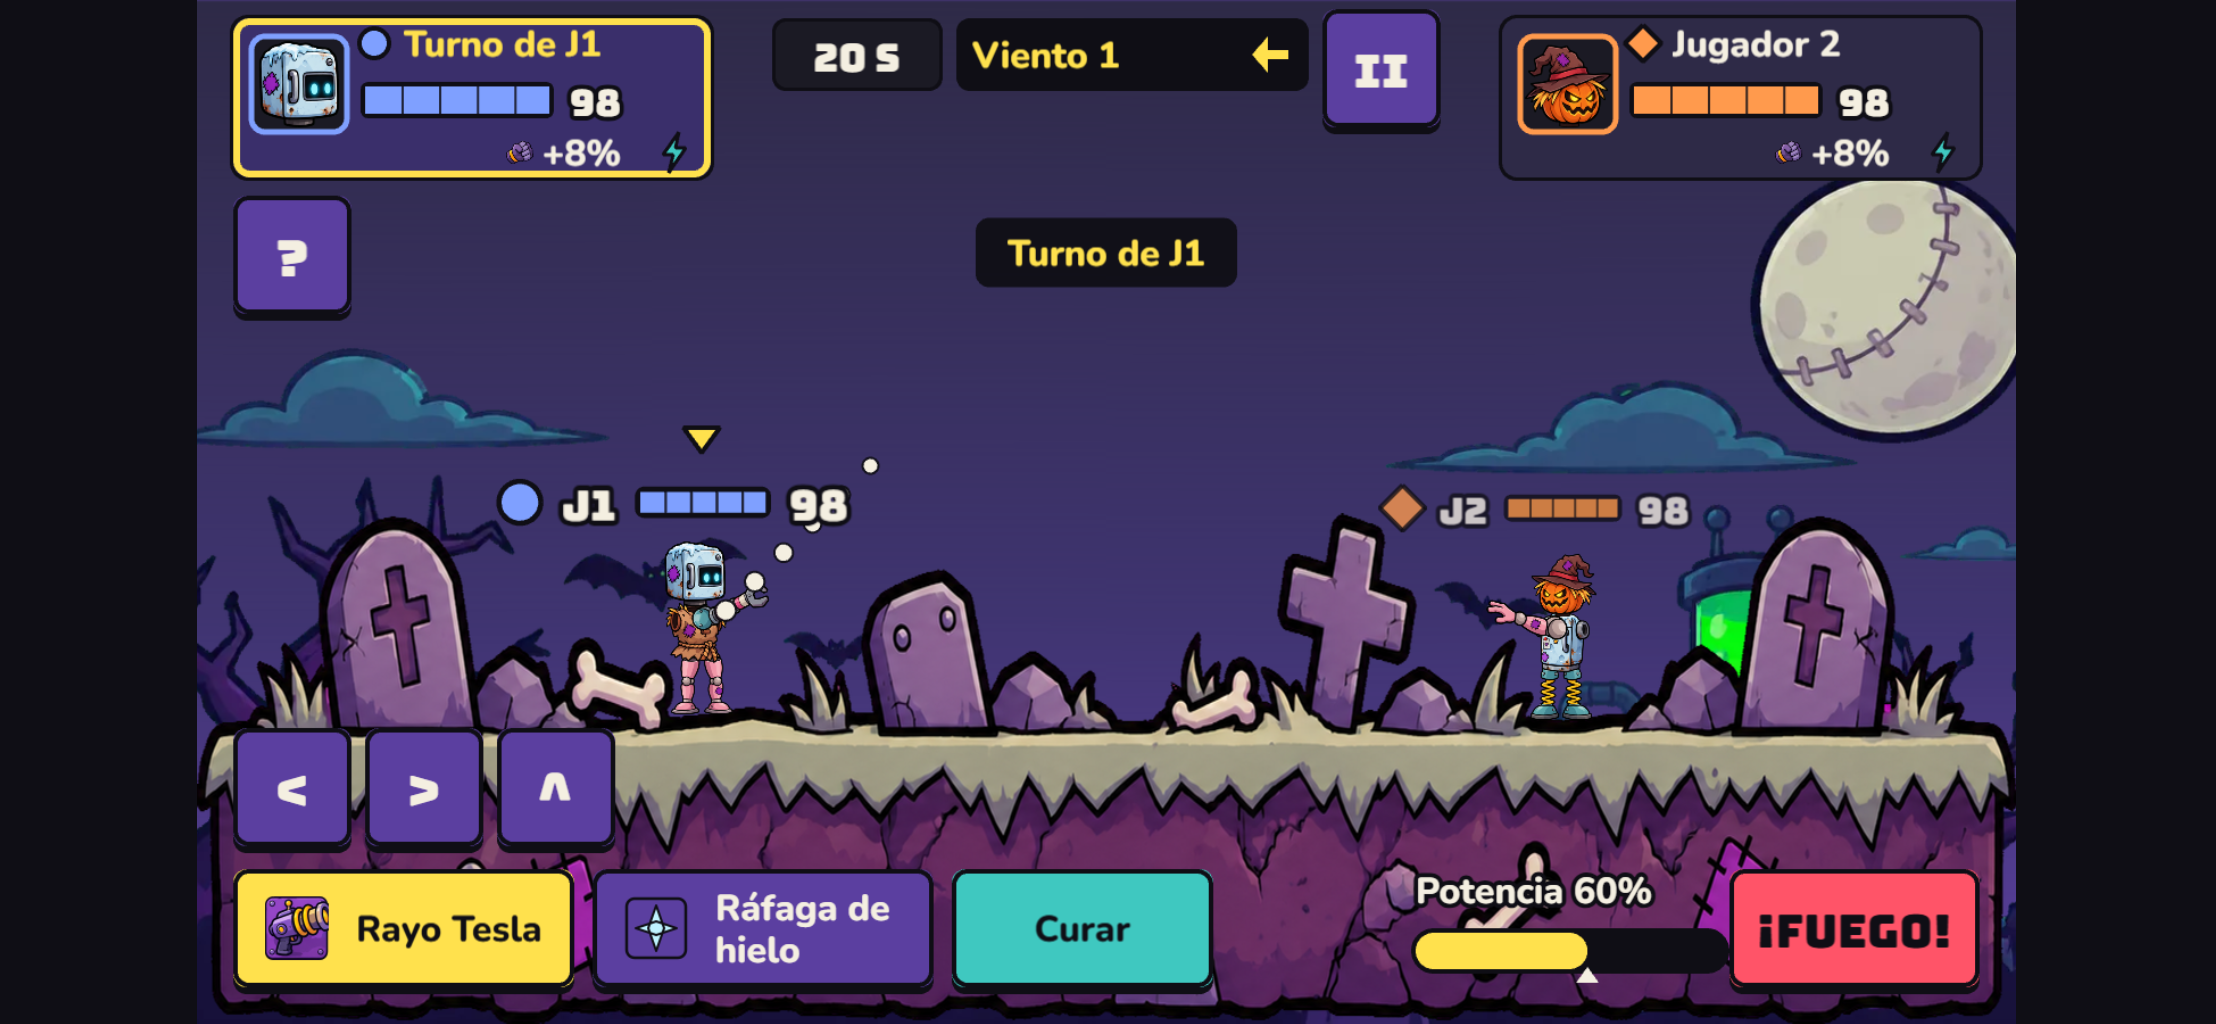 Turno de J1
98
+8%
20 S
Viento 1
II
Jugador 2
98
+8%
?
Turno de J1
J1 98
J2 98
< > ^
Rayo Tesla
Ráfaga de
hielo
Curar
Potencia 60%
¡FUEGO!